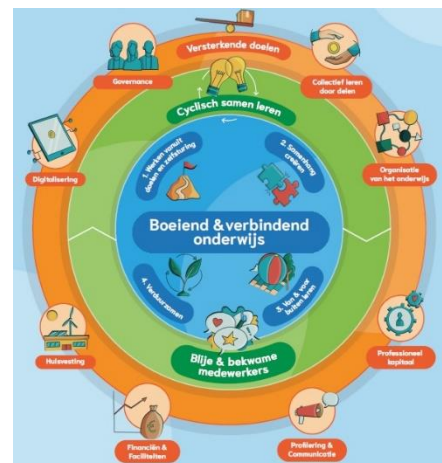 Versterkende doelen
Governance
Collectief leren
door delen
Cyclisch samen leren
Digitalisering
Organisatie
van het onderwijs
1. Werken vanuit
doelen en zelfsturing
2. Samenhang
creëren
Boeiend & verbindend
onderwijs
4. Verduurzamen
3. Van & voor
buiten leren
Huisvesting
Professioneel
kapitaal
Blije & bekwame
medewerkers
Financiën &
Faciliteiten
Profilering &
Communicatie